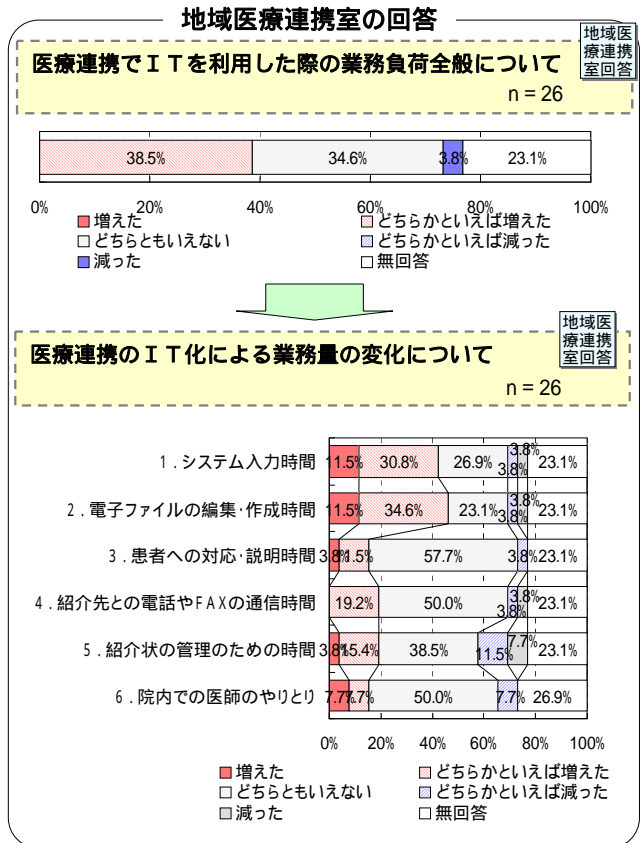 地域医療連携室の回答
医療連携でＩＴを利用した際の業務負荷全般について
n = 26
地域医
療連携
室回答
38.5% 34.6% 3.8% 23.1%
0% 20% 40% 60% 80% 100%
増えた どちらかといえば増えた
どちらともいえない どちらかといえば減った
減った 無回答
医療連携のＩＴ化による業務量の変化について
n = 26
地域医
療連携
室回答
1．システム入力時間 11.5% 30.8% 26.9% 3.8% 3.8% 23.1%
2．電子ファイルの編集・作成時間 11.5% 34.6% 23.1% 3.8% 3.8% 23.1%
3．患者への対応・説明時間 3.8% 11.5% 57.7% 3.8% 23.1%
4．紹介先との電話やFAXの通信時間 19.2% 50.0% 3.8% 3.8% 23.1%
5．紹介状の管理のための時間 3.8% 15.4% 38.5% 11.5% 7.7% 23.1%
6．院内での医師のやりとり 7.7% 7.7% 50.0% 7.7% 26.9%
0% 20% 40% 60% 80% 100%
増えた どちらかといえば増えた
どちらともいえない どちらかといえば減った
減った 無回答